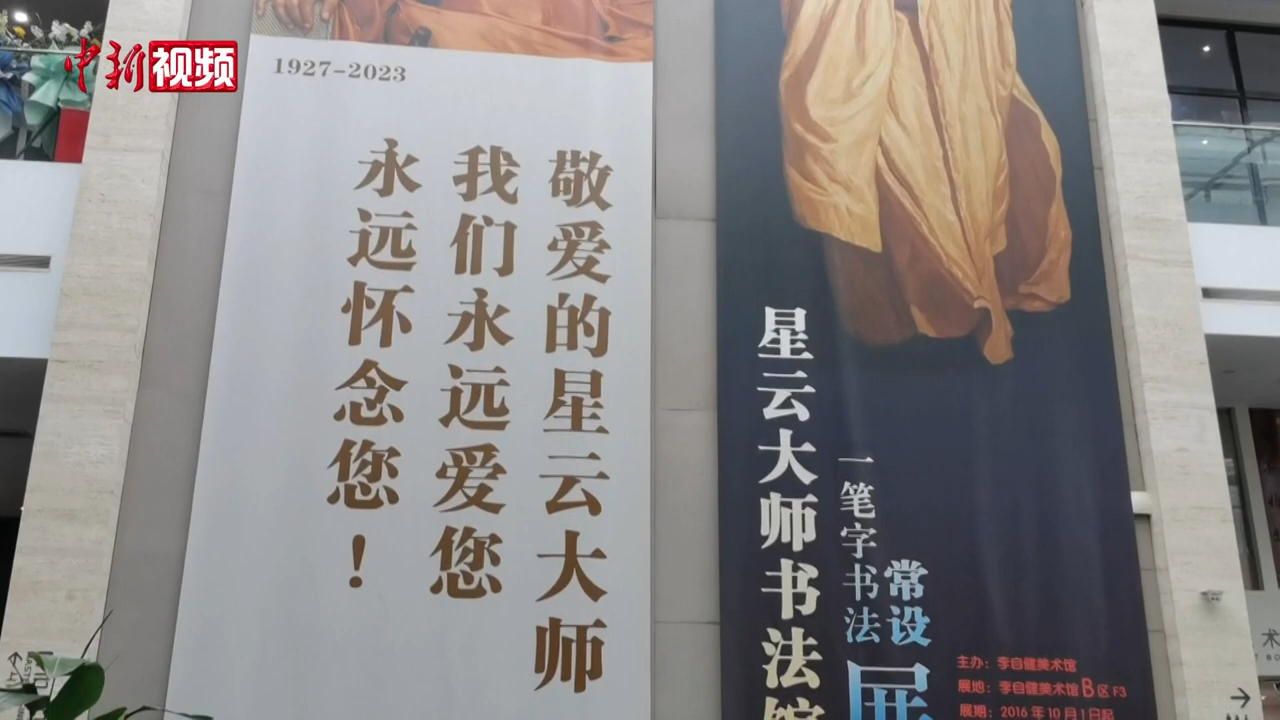 中新视频
1927-2023
敬爱的星云大师
我们永远爱您
永远怀念您！
星云大师书法馆
一笔字书法
常设展
主办：李自健美术馆
展地：李自健美术馆B区F3
展期：2016年10月1日起
术